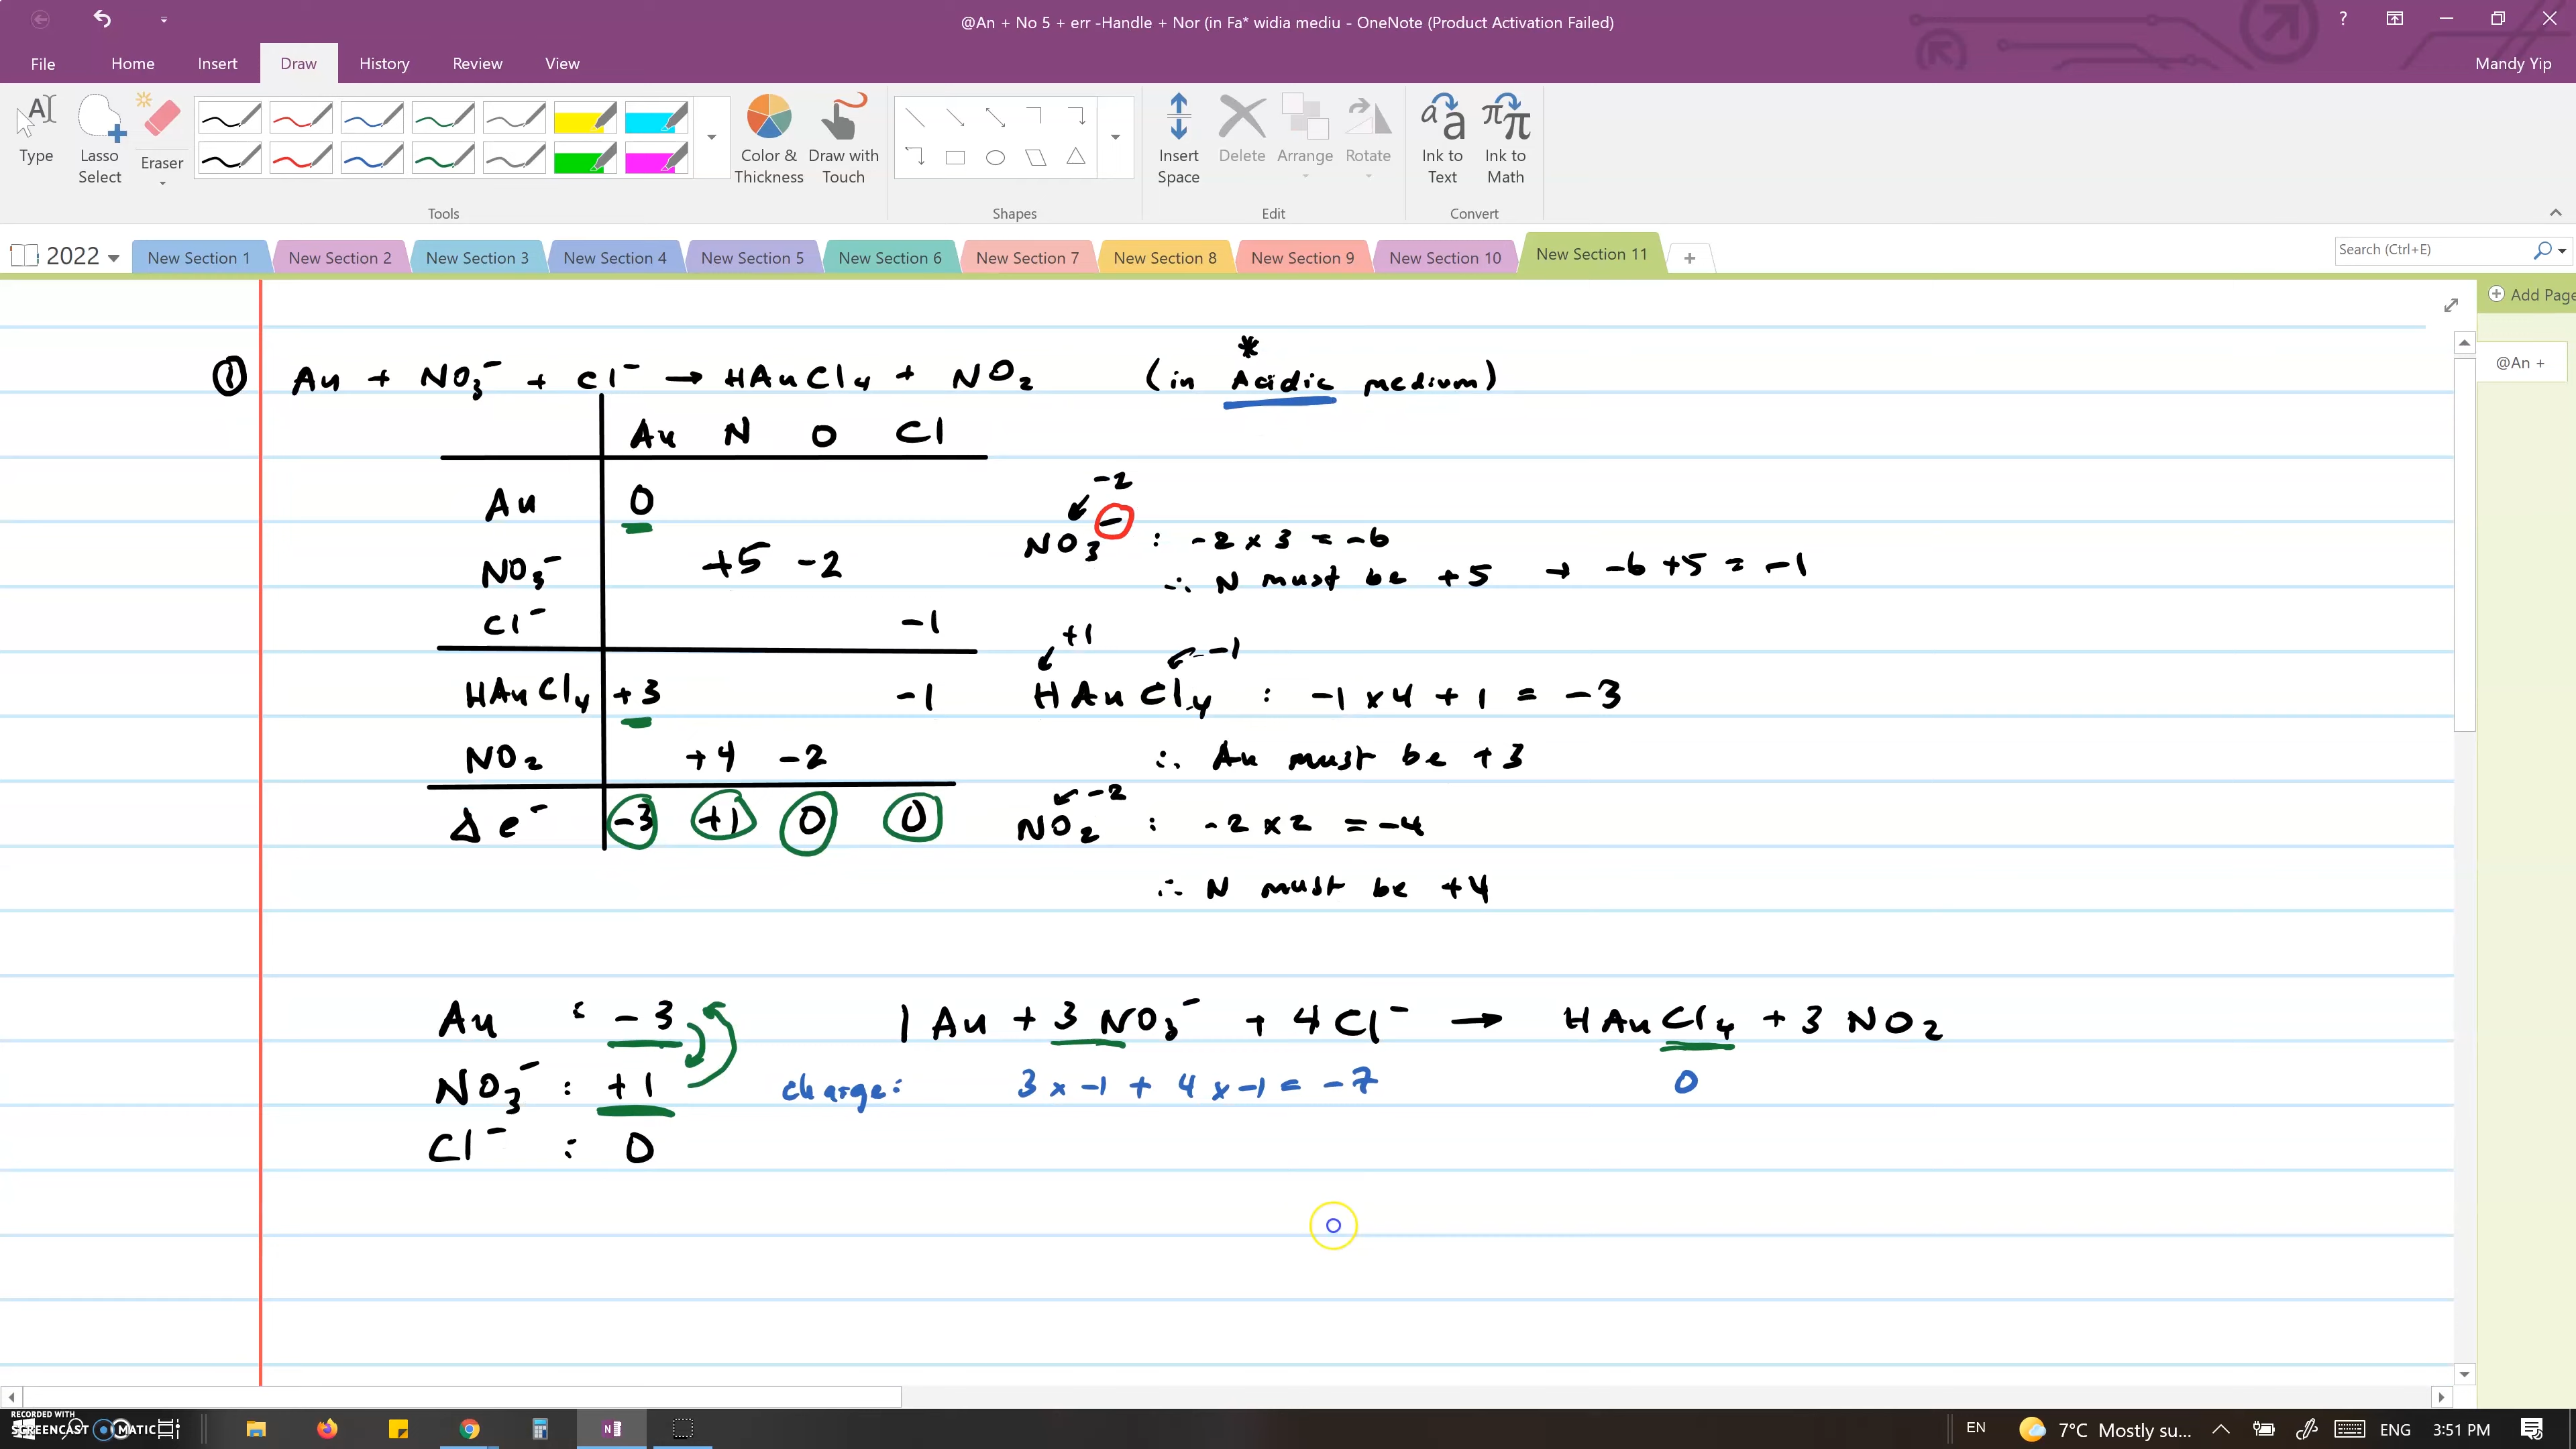 @An + No 5 + err -Handle + Nor (in Fa* widia mediu - OneNote (Product Activation Failed)
? Mandy Yip
File Home Insert Draw History Review View
Type Lasso Select Eraser Color & Thickness Draw with Touch Insert Space Delete Arrange Rotate Ink to Text Ink to Math
Tools Shapes Edit Convert
2022 New Section 1 New Section 2 New Section 3 New Section 4 New Section 5 New Section 6 New Section 7 New Section 8 New Section 9 New Section 10 New Section 11 + Search (Ctrl+E)
Add Page
@An +
*
① Au + NO₃⁻ + Cl⁻ → HAuCl₄ + NO₂ (in Acidic medium)
Au N O Cl
Au 0
-2
NO₃⁻ : -2 x 3 = -6
NO₃⁻ +5 -2
∴ N must be +5 → -6 +5 = -1
Cl⁻ -1
+1 -1
HAuCl₄ +3 -1
HAuCl₄ : -1 x 4 + 1 = -3
NO₂ +4 -2
∴ Au must be +3
-2
Δe⁻ -3 +1 0 0
NO₂ : -2 x 2 = -4
∴ N must be +4
Au : -3
1 Au + 3 NO₃⁻ + 4Cl⁻ → HAuCl₄ + 3 NO₂
NO₃⁻ : +1
charge: 3 x -1 + 4 x -1 = -7 0
Cl⁻ : 0
RECORDED WITH
SCREENCAST MATIC
EN 7°C Mostly su... ENG 3:51 PM